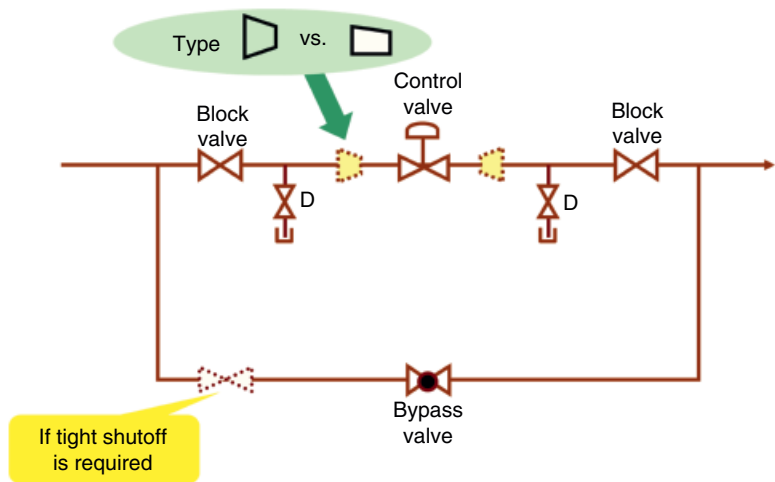 Type vs.
Control
valve
Block
valve
Block
valve
D
D
Bypass
valve
If tight shutoff
is required